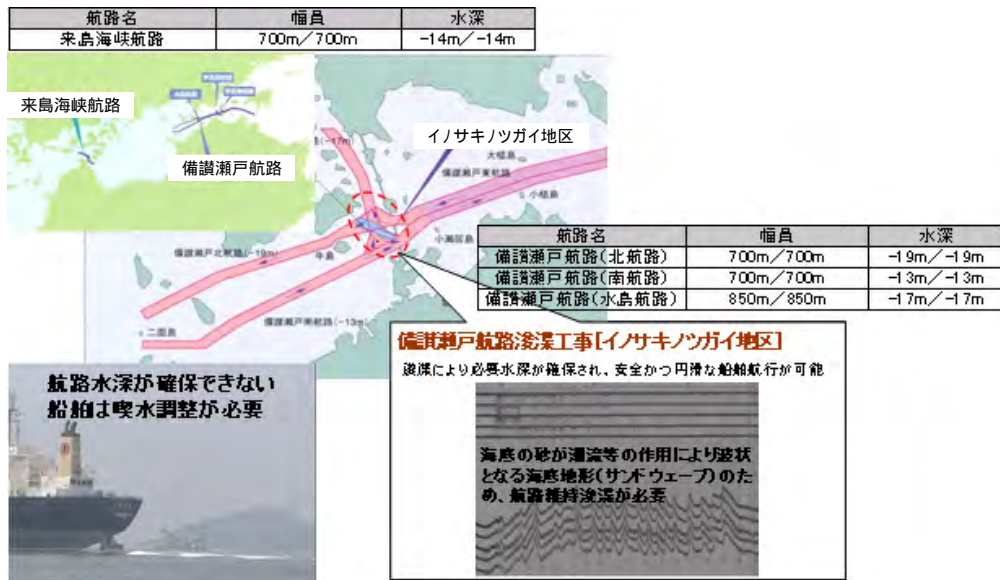 航路名 幅員 水深
来島海峡航路 700m/700m -14m/-14m
来島海峡航路
備讃瀬戸航路
イノサキノツガイ地区
(-17m)
大槌島
備讃瀬戸東航路
小槌島
小瀬居島
備讃瀬戸北航路(-19m)
牛島
備讃瀬戸南航路(-13m)
二面島
航路名 幅員 水深
備讃瀬戸航路(北航路) 700m/700m -19m/-19m
備讃瀬戸航路(南航路) 700m/700m -13m/-13m
備讃瀬戸航路(水島航路) 850m/850m -17m/-17m
備讃瀬戸航路浚渫工事[イノサキノツガイ地区]
浚渫により必要水深が確保され、安全かつ円滑な船舶航行が可能
航路水深が確保できない
船舶は喫水調整が必要
海底の砂が潮流等の作用により波状
となる海底地形(サンドウェーブ)のた
め、航路維持浚渫が必要